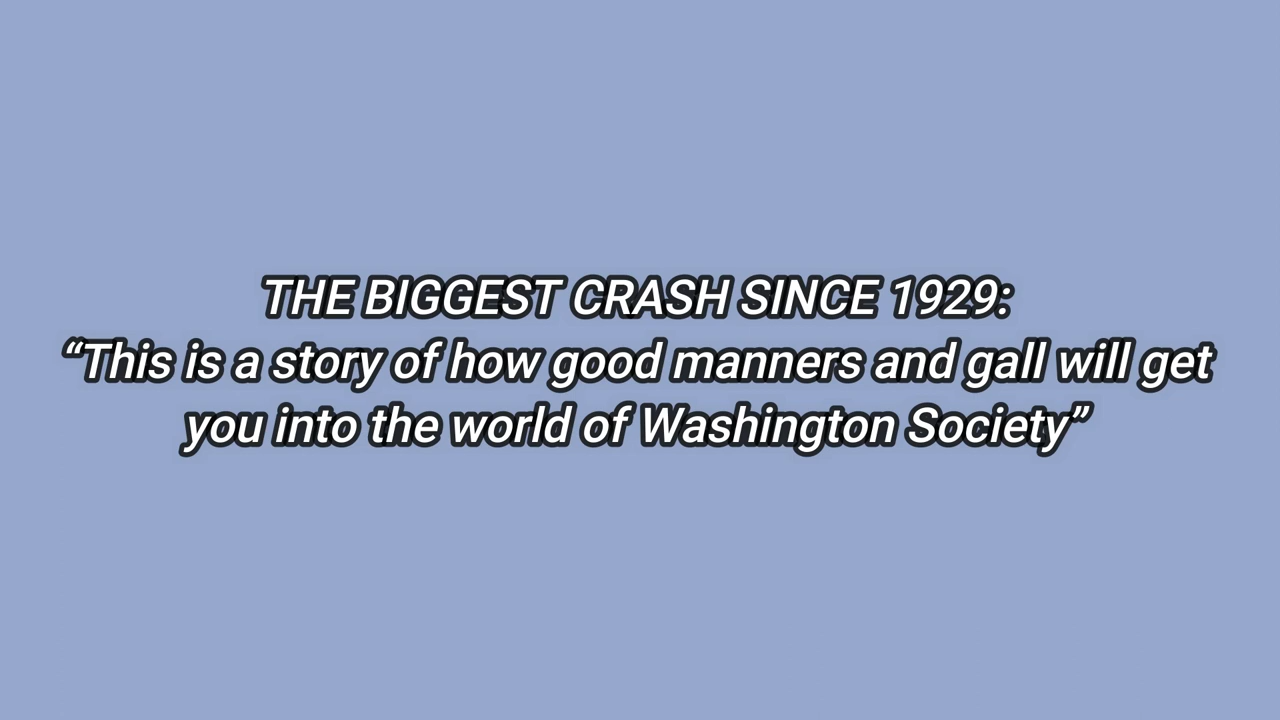 THE BIGGEST CRASH SINCE 1929:
“This is a story of how good manners and gall will get
you into the world of Washington Society”